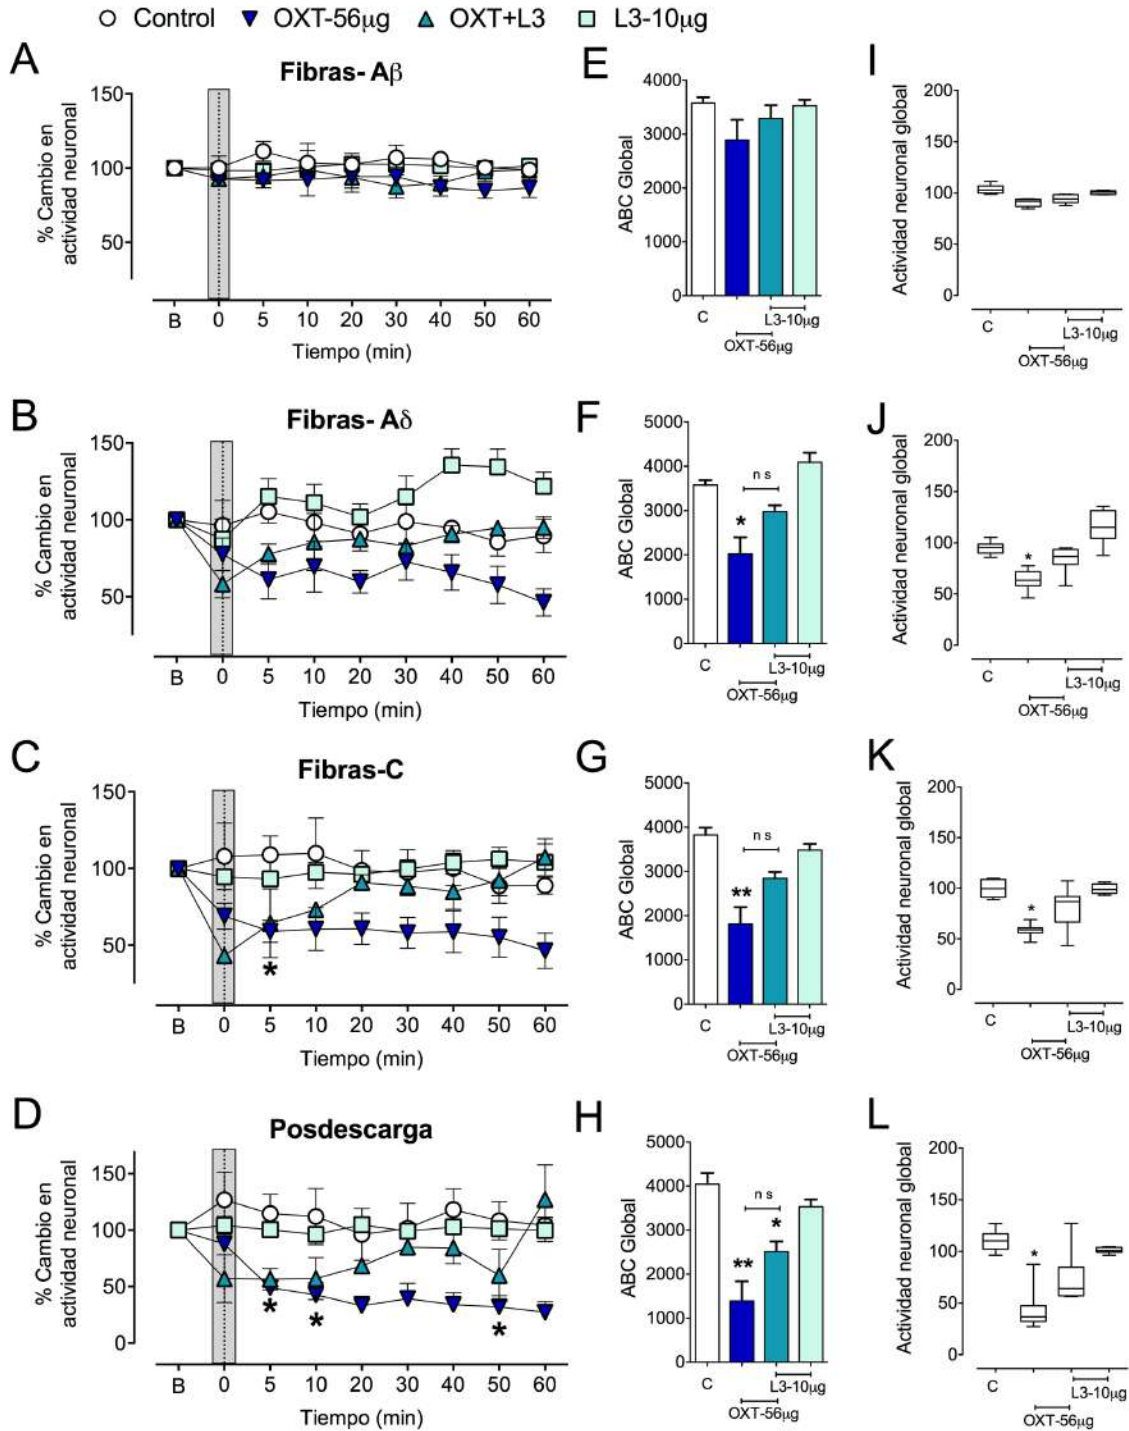 Control OXT-56µg OXT+L3 L3-10µg
A
Fibras- Aβ
% Cambio en
actividad neuronal
150
100
50
B 0 5 10 20 30 40 50 60
Tiempo (min)
E
ABC Global
4000
3000
2000
1000
0
C
L3-10µg
OXT-56µg
I
Actividad neuronal global
200
150
100
50
0
C
L3-10µg
OXT-56µg
B
Fibras- Aδ
% Cambio en
actividad neuronal
150
100
50
B 0 5 10 20 30 40 50 60
Tiempo (min)
F
ABC Global
5000
4000
3000
2000
1000
0
n s
*
C
L3-10µg
OXT-56µg
J
Actividad neuronal global
200
150
100
50
0
*
C
L3-10µg
OXT-56µg
C
Fibras-C
% Cambio en
actividad neuronal
150
100
50
*
B 0 5 10 20 30 40 50 60
Tiempo (min)
G
ABC Global
5000
4000
3000
2000
1000
0
n s
**
C
L3-10µg
OXT-56µg
K
Actividad neuronal global
200
150
100
50
0
*
C
L3-10µg
OXT-56µg
D
Posdescarga
% Cambio en
actividad neuronal
150
100
50
0
* * *
B 0 5 10 20 30 40 50 60
Tiempo (min)
H
ABC Global
5000
4000
3000
2000
1000
0
n s
** *
C
L3-10µg
OXT-56µg
L
Actividad neuronal global
200
150
100
50
0
*
C
L3-10µg
OXT-56µg